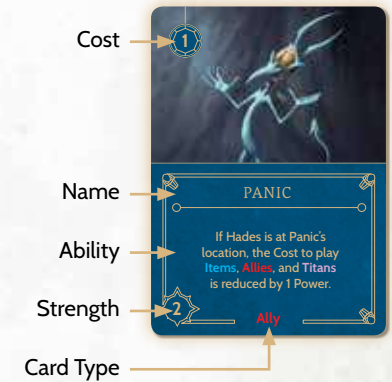 Cost
1
Name
PANIC
Ability
If Hades is at Panic's
location, the Cost to play
Items, Allies, and Titans
is reduced by 1 Power.
Strength
2
Ally
Card Type